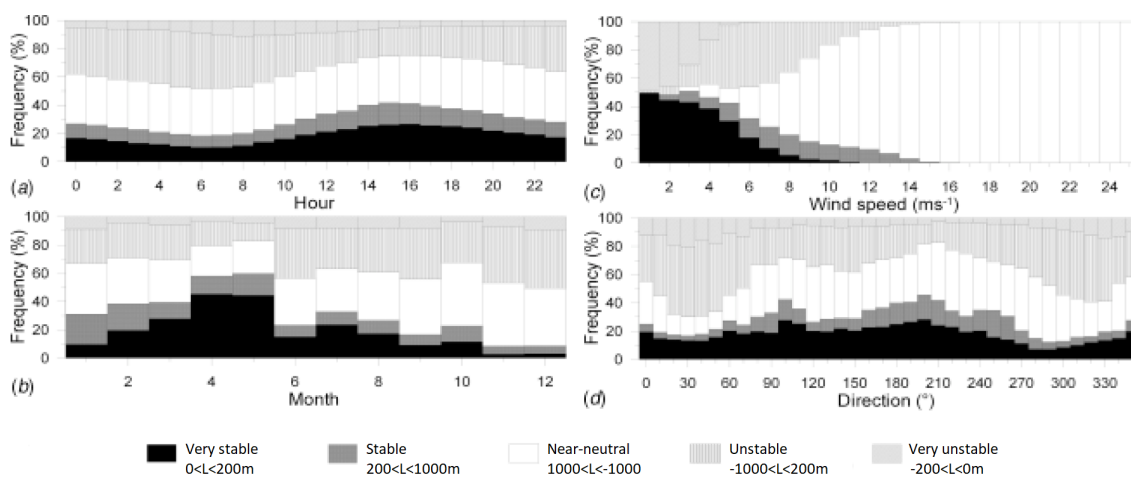 100
80
60
40
20
0
Frequency (%)
0 2 4 6 8 10 12 14 16 18 20 22
(a)
Hour
100
80
60
40
20
0
Frequency(%)
2 4 6 8 10 12 14 16 18 20 22 24
(c)
Wind speed (ms-1)
100
80
60
40
20
0
Frequency (%)
2 4 6 8 10 12
(b)
Month
100
80
60
40
20
0
Frequency (%)
0 30 60 90 120 150 180 210 240 270 300 330
(d)
Direction (°)
Very stable
0<L<200m
Stable
200<L<1000m
Near-neutral
1000<L<-1000
Unstable
-1000<L<200m
Very unstable
-200<L<0m